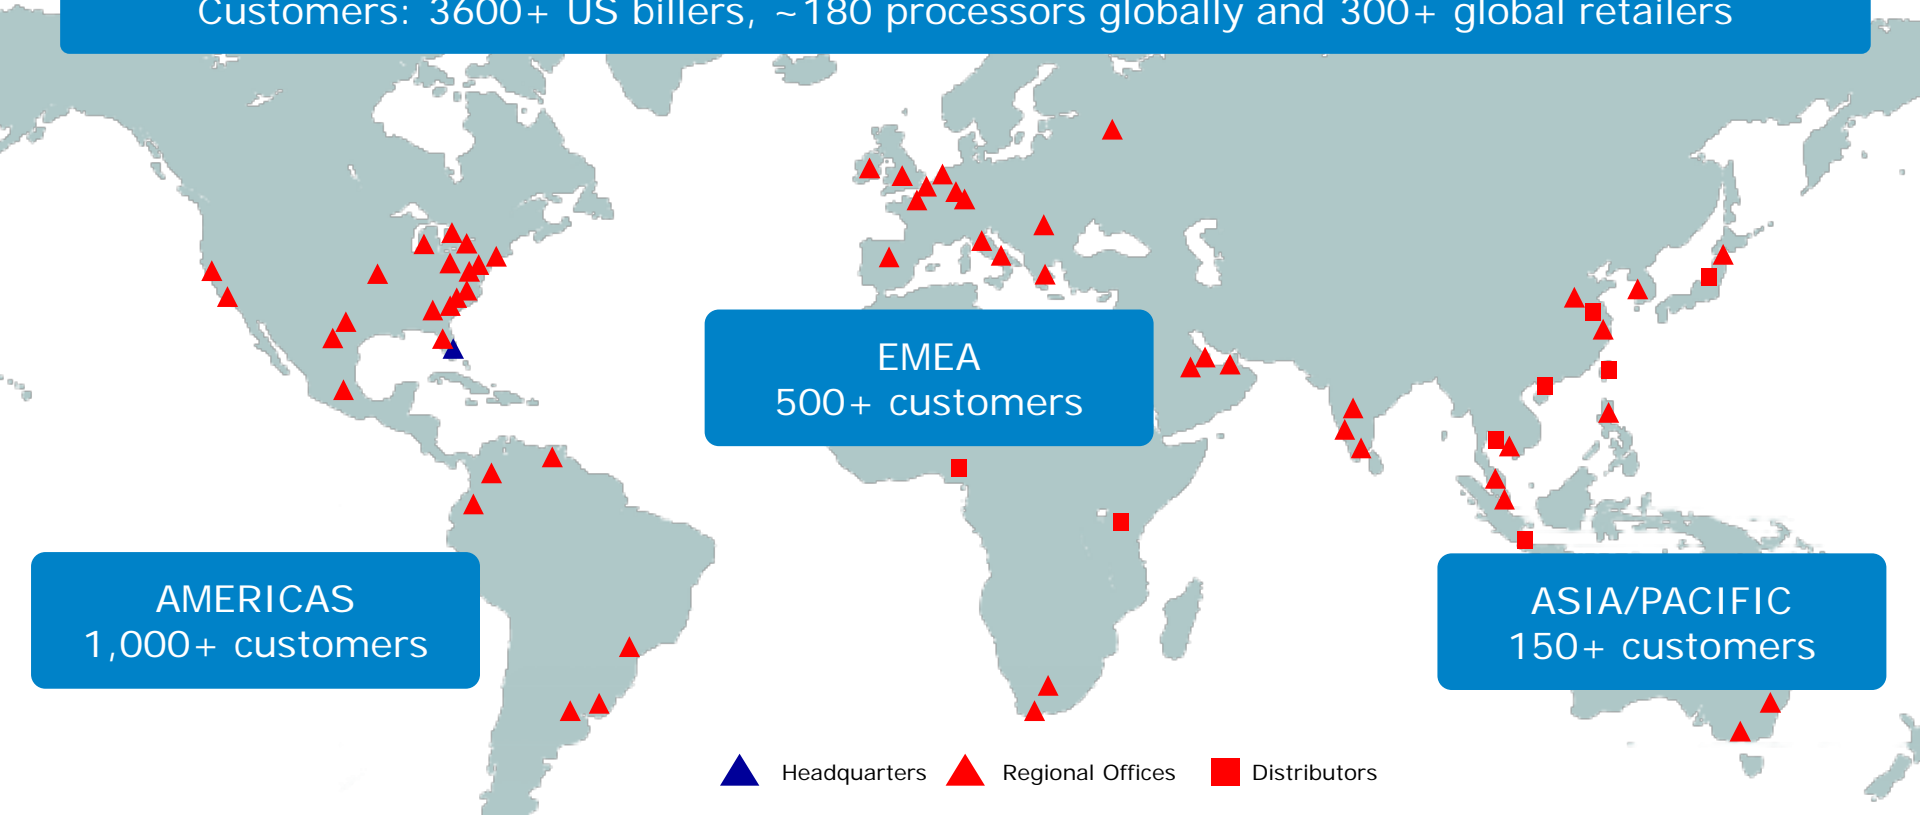 Customers: 3600+ US billers, ~180 processors globally and 300+ global retailers
EMEA
500+ customers
AMERICAS
1,000+ customers
ASIA/PACIFIC
150+ customers
Headquarters Regional Offices Distributors